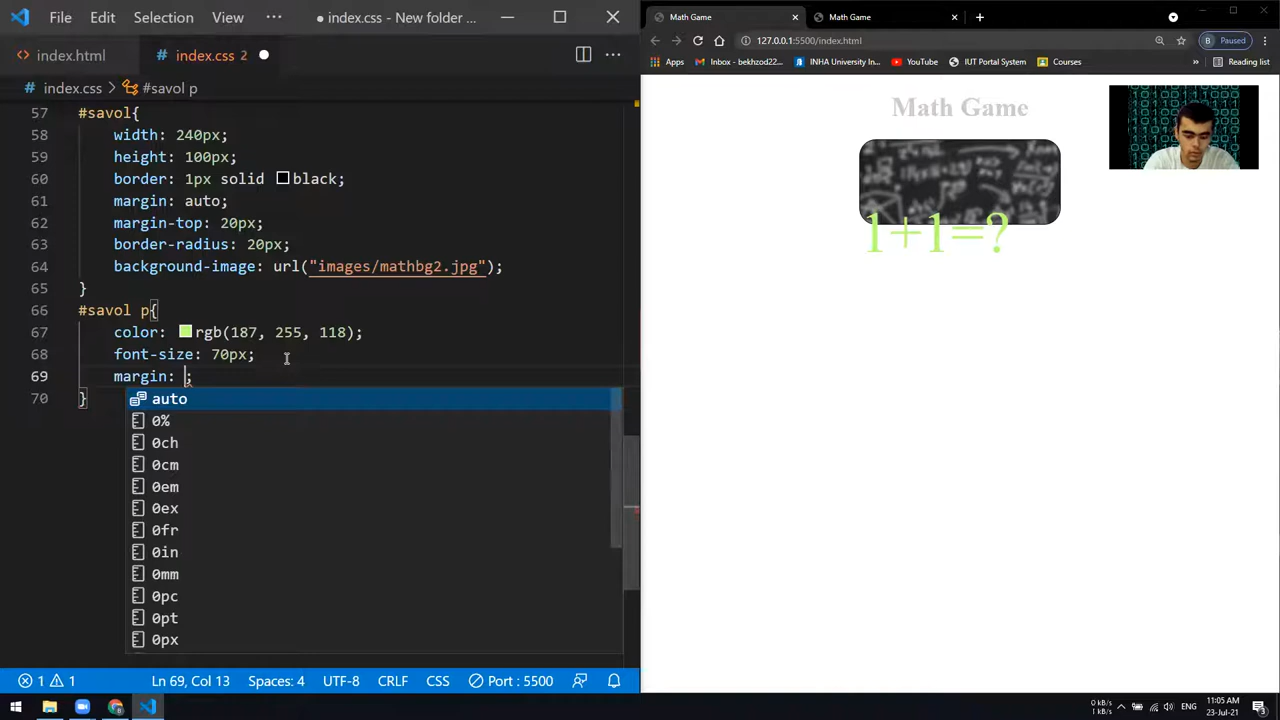 File Edit Selection View ··· ● index.css - New folder ...
index.html index.css 2 ● ···
index.css > #savol p
57 #savol{
58 width: 240px;
59 height: 100px;
60 border: 1px solid black;
61 margin: auto;
62 margin-top: 20px;
63 border-radius: 20px;
64 background-image: url("images/mathbg2.jpg");
65 }
66 #savol p{
67 color: rgb(187, 255, 118);
68 font-size: 70px;
69 margin: ;
70 }
auto
0%
0ch
0cm
0em
0ex
0fr
0in
0mm
0pc
0pt
0px
1 1 Ln 69, Col 13 Spaces: 4 UTF-8 CRLF CSS Port : 5500
Math Game Math Game
127.0.0.1:5500/index.html B Paused
Apps Inbox - bekhzod22... INHA University In... YouTube IUT Portal System Courses » Reading list
Math Game
1+1=?
0 kB/s
1 kB/s
ENG
11:05 AM
23-Jul-21
3